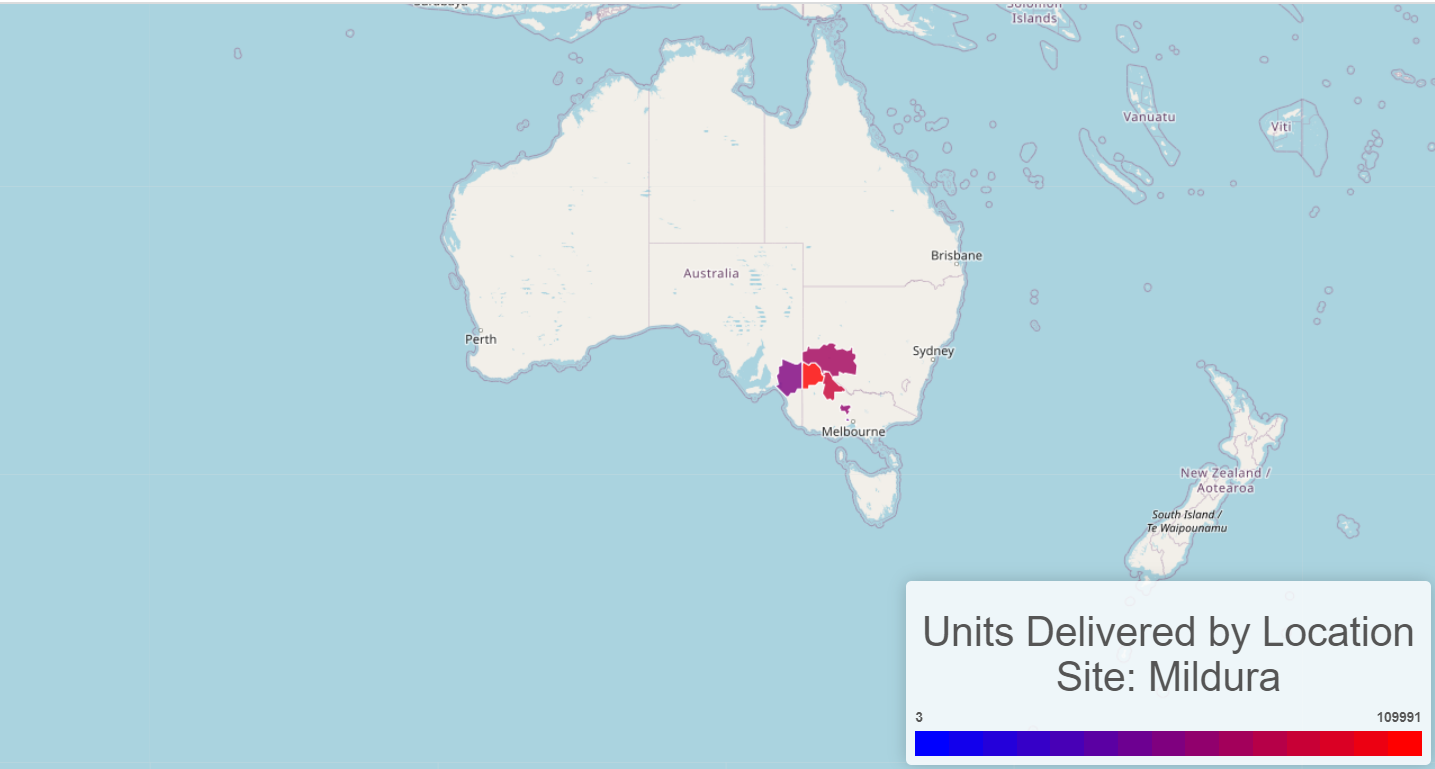 Solomon
Islands
Vanuatu
Viti
Brisbane
Australia
Perth
Sydney
Melbourne
New Zealand /
Aotearoa
South Island /
Te Waipounamu
Units Delivered by Location
Site: Mildura
3 109991